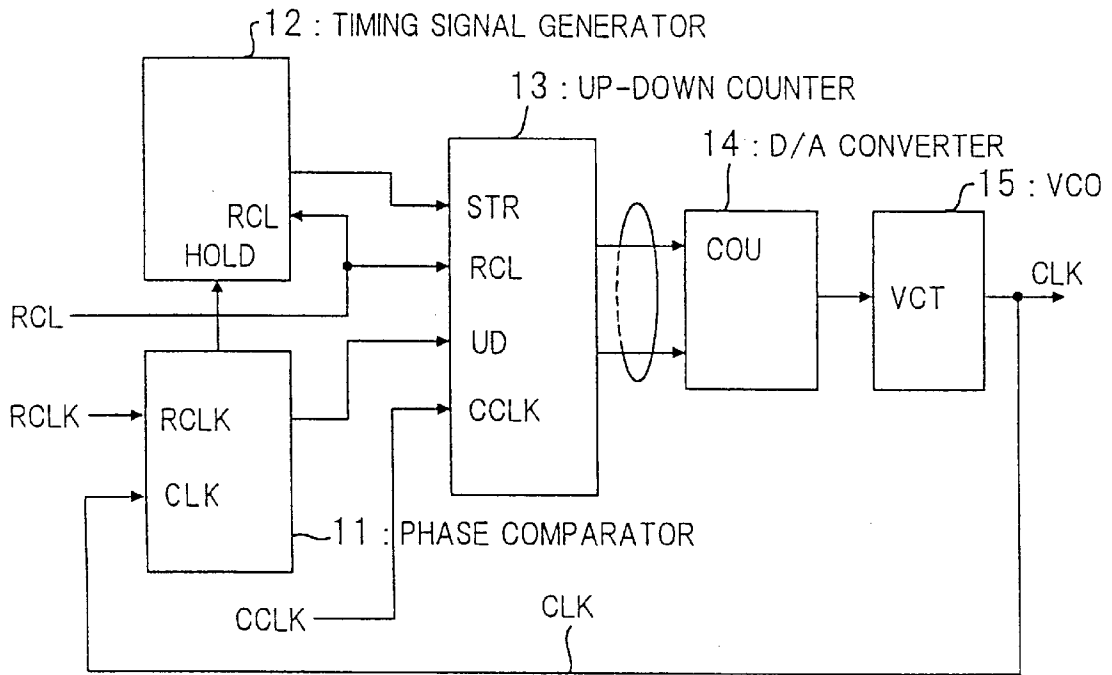 12 : TIMING SIGNAL GENERATOR
13 : UP-DOWN COUNTER
14 : D/A CONVERTER
15 : VCO
STR
RCL
HOLD
RCL
COU
VCT
CLK
RCL
UD
RCLK
RCLK
CCLK
CLK
11 : PHASE COMPARATOR
CCLK
CLK